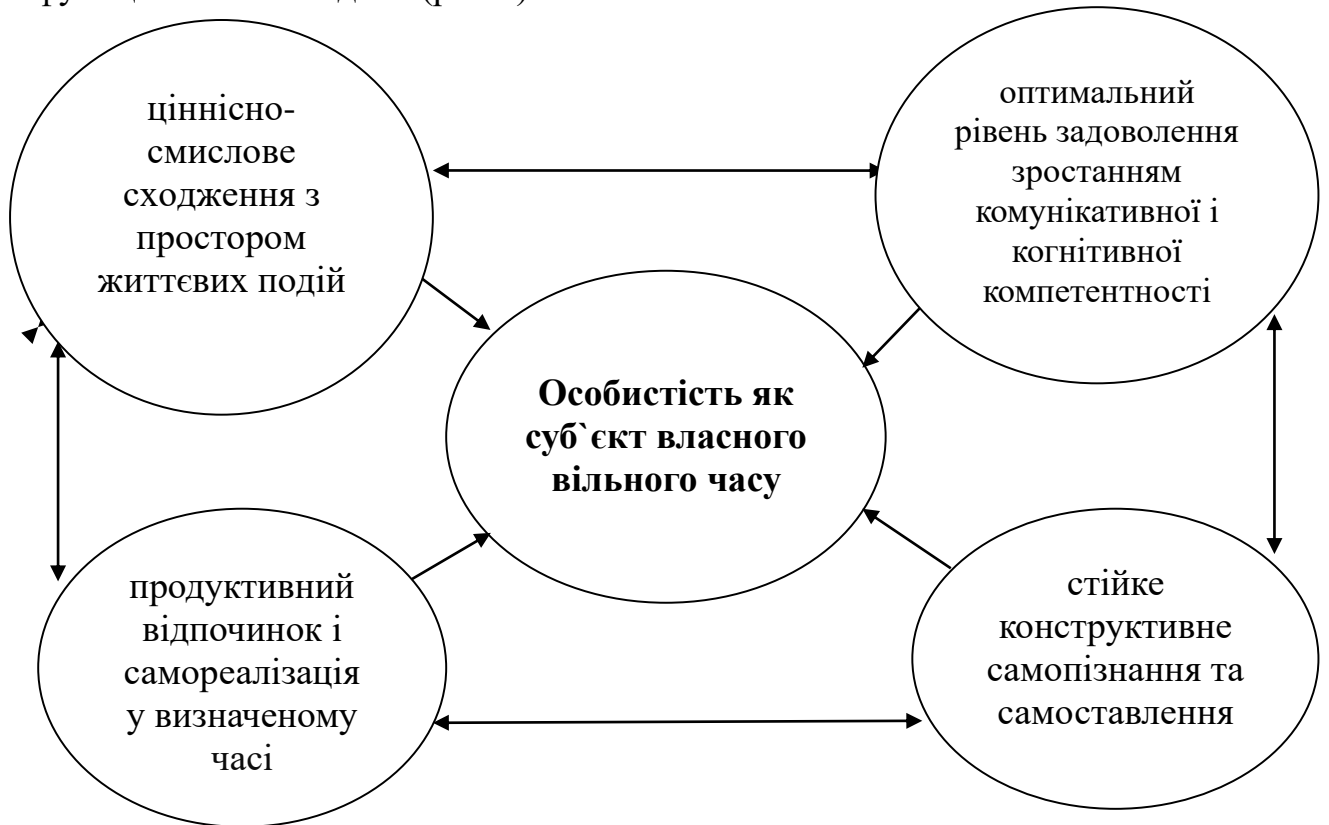 ціннісно-
смислове
сходження з
простором
життєвих подій
оптимальний
рівень задоволення
зростанням
комунікативної і
когнітивної
компетентності
Особистість як
суб`єкт власного
вільного часу
продуктивний
відпочинок і
самореалізація
у визначеному
часі
стійке
конструктивне
самопізнання та
самоставлення